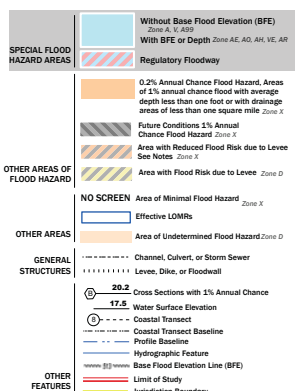 SPECIAL FLOOD
HAZARD AREAS
Without Base Flood Elevation (BFE)
Zone A, V, A99
With BFE or Depth Zone AE, AO, AH, VE, AR
Regulatory Floodway
0.2% Annual Chance Flood Hazard, Areas
of 1% annual chance flood with average
depth less than one foot or with drainage
areas of less than one square mile Zone X
Future Conditions 1% Annual
Chance Flood Hazard Zone X
Area with Reduced Flood Risk due to Levee
See Notes Zone X
OTHER AREAS OF
FLOOD HAZARD
Area with Flood Risk due to Levee Zone D
NO SCREEN Area of Minimal Flood Hazard Zone X
Effective LOMRs
OTHER AREAS
Area of Undetermined Flood Hazard Zone D
GENERAL
STRUCTURES
Channel, Culvert, or Storm Sewer
Levee, Dike, or Floodwall
B 20.2 Cross Sections with 1% Annual Chance
17.5 Water Surface Elevation
8 Coastal Transect
Coastal Transect Baseline
Profile Baseline
Hydrographic Feature
Base Flood Elevation Line (BFE)
OTHER
FEATURES
Limit of Study
Jurisdiction Boundary